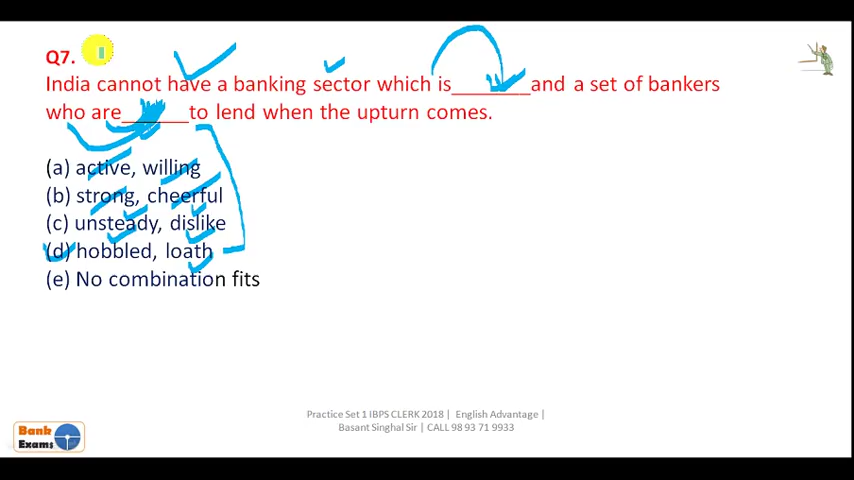 Q7.
India cannot have a banking sector which is______and a set of bankers
who are_____to lend when the upturn comes.
(a) active, willing
(b) strong, cheerful
(c) unsteady, dislike
(d) hobbled, loath
(e) No combination fits
Practice Set 1 IBPS CLERK 2018 | English Advantage |
Basant Singhal Sir | CALL 98 93 71 9933
Bank
Exams